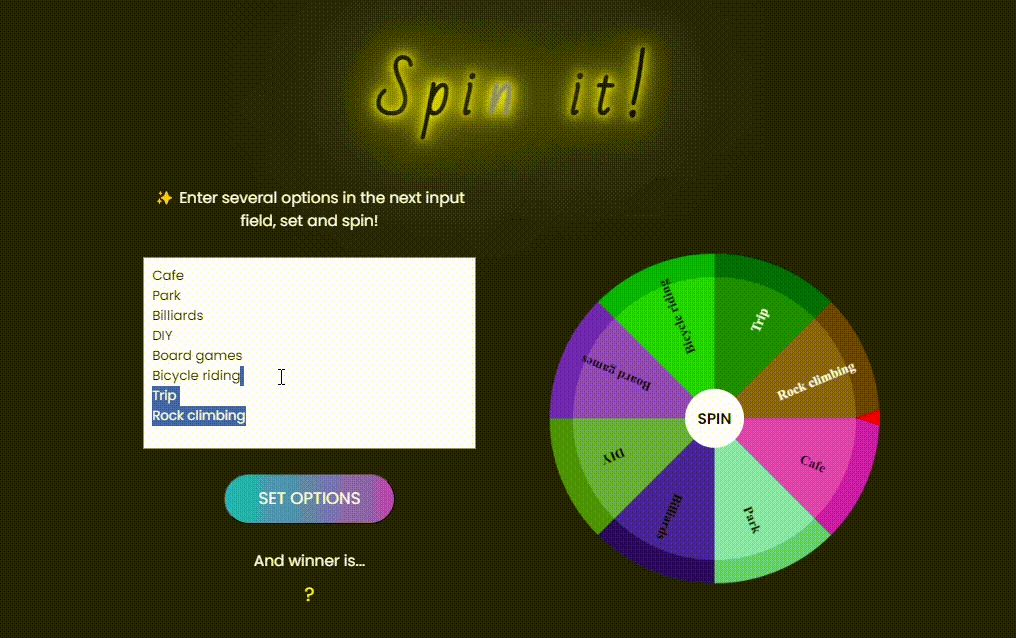 Spin it!
✨ Enter several options in the next input
field, set and spin!
Cafe
Park
Billiards
DIY
Board games
Bicycle riding
Trip
Rock climbing
SET OPTIONS
And winner is...
?
Bicycle riding
Trip
Board games
Rock climbing
SPIN
DIY
Cafe
Billiards
Park